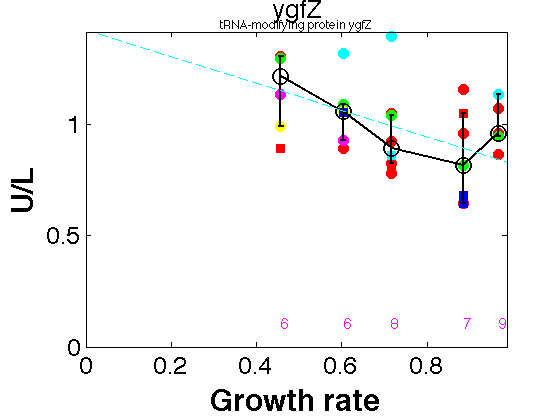 ygfZ
tRNA-modifying protein ygfZ
U/L
1
0.5
0
6 6 8 7 9
0 0.2 0.4 0.6 0.8
Growth rate